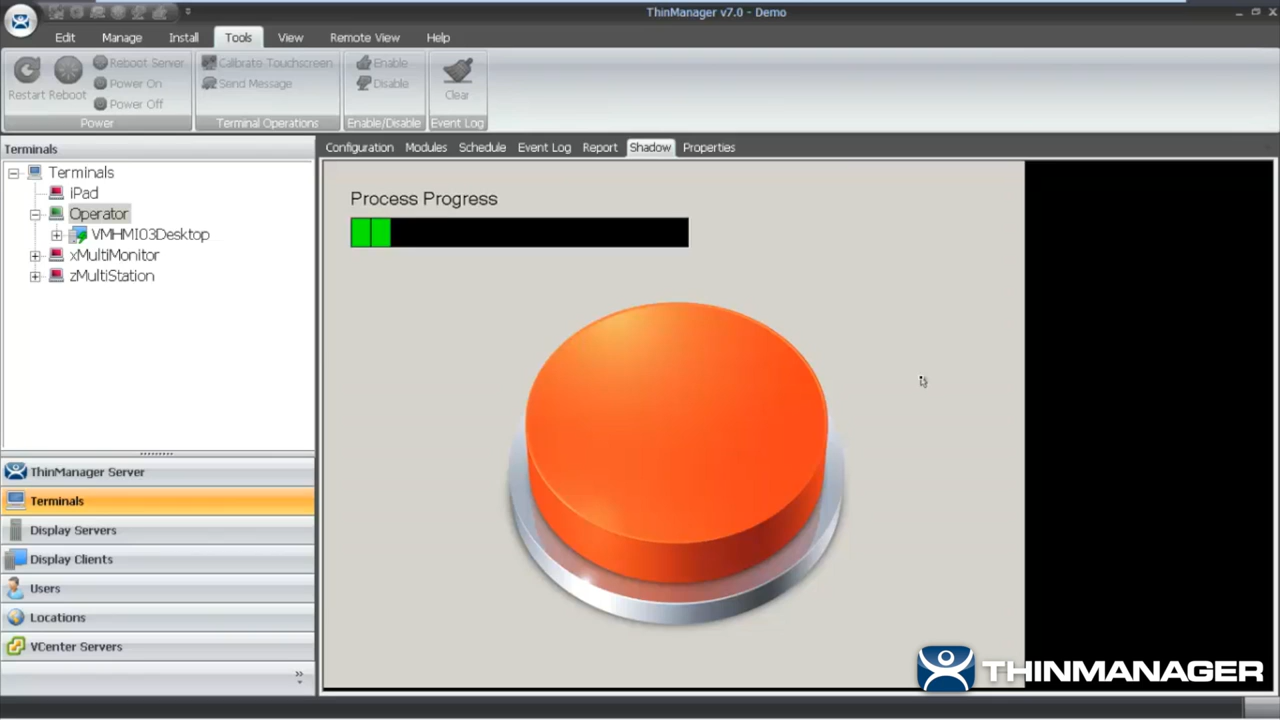 ThinManager v7.0 - Demo
Edit Manage Install Tools View Remote View Help
Restart Reboot
Reboot Server
Power On
Power Off
Power
Calibrate Touchscreen
Send Message
Terminal Operations
Enable
Disable
Enable/Disable
Clear
Event Log
Terminals
Terminals
iPad
Operator
VMHMI03Desktop
xMultiMonitor
zMultiStation
ThinManager Server
Terminals
Display Servers
Display Clients
Users
Locations
VCenter Servers
Configuration Modules Schedule Event Log Report Shadow Properties
Process Progress
THINMANAGER